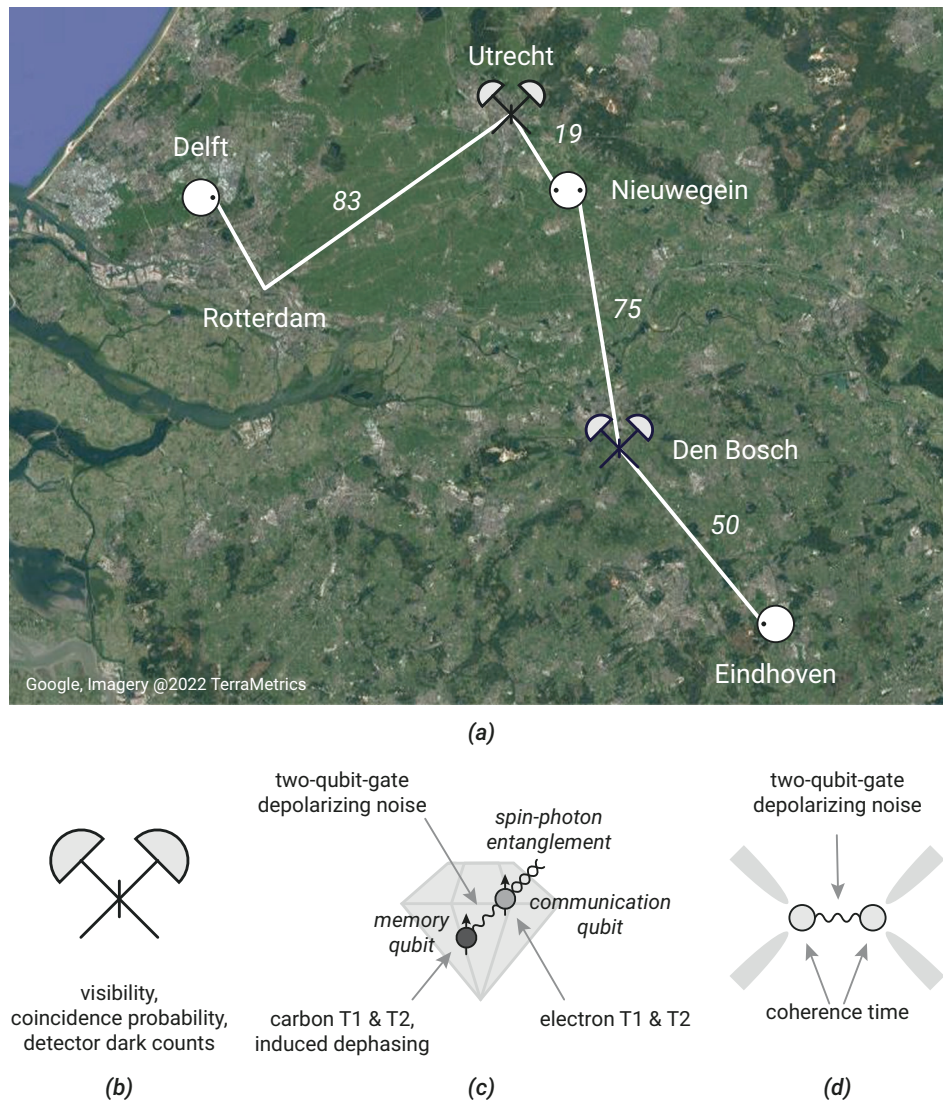 Utrecht
19
Delft
83
Nieuwegein
Rotterdam
75
Den Bosch
50
Eindhoven
Google, Imagery @2022 TerraMetrics
(a)
two-qubit-gate
depolarizing noise
spin-photon
entanglement
memory
qubit
communication
qubit
two-qubit-gate
depolarizing noise
visibility,
coincidence probability,
detector dark counts
carbon T1 & T2,
induced dephasing
electron T1 & T2
coherence time
(b)
(c)
(d)